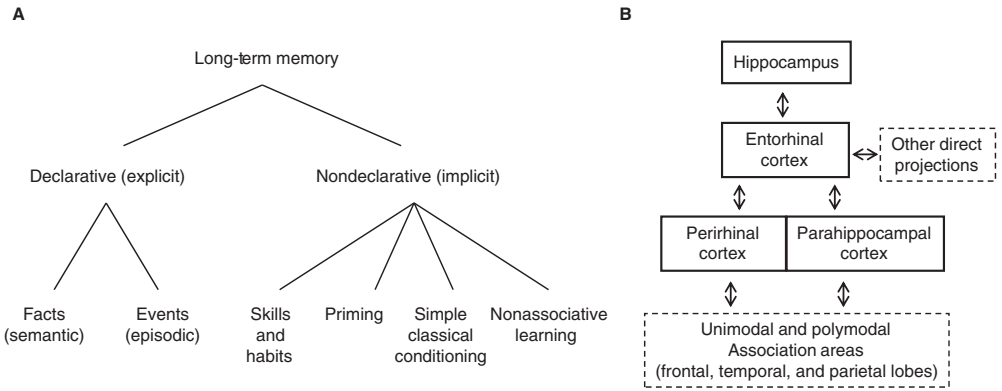 A
Long-term memory
Declarative (explicit)
Nondeclarative (implicit)
Facts
(semantic)
Events
(episodic)
Skills
and
habits
Priming
Simple
classical
conditioning
Nonassociative
learning
B
Hippocampus
Entorhinal
cortex
Other direct
projections
Perirhinal
cortex
Parahippocampal
cortex
Unimodal and polymodal
Association areas
(frontal, temporal, and parietal lobes)